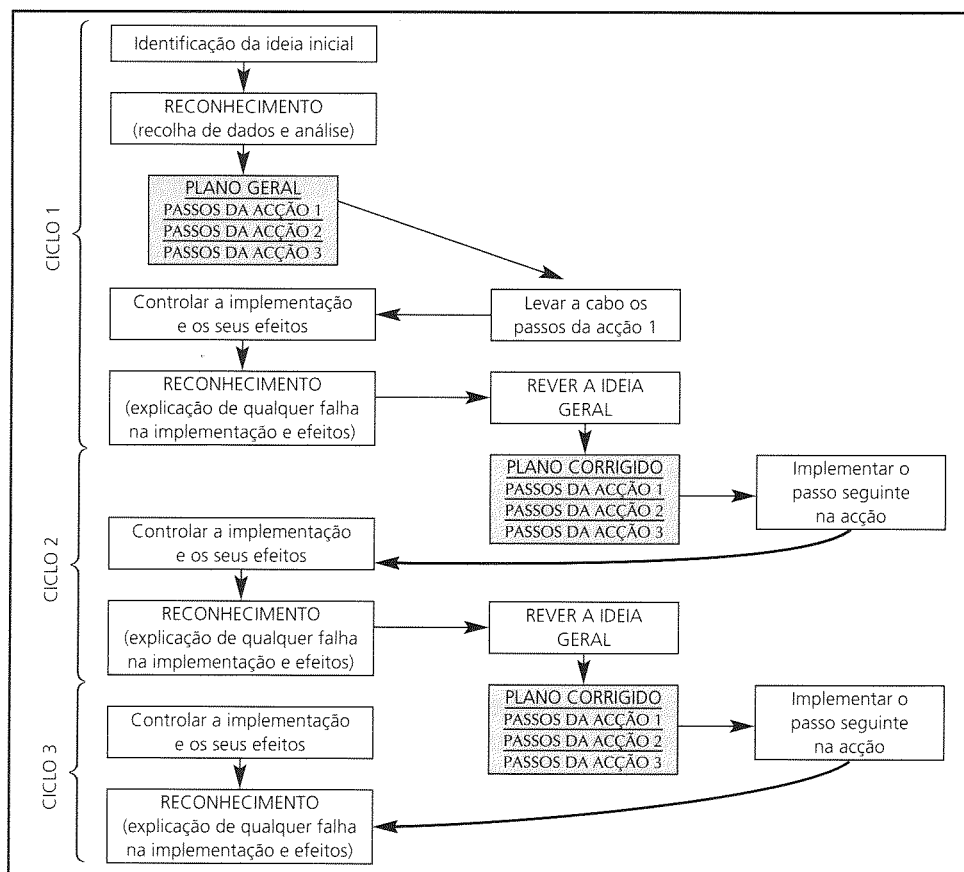 Identificação da ideia inicial
RECONHECIMENTO
(recolha de dados e análise)
PLANO GERAL
PASSOS DA ACÇÃO 1
PASSOS DA ACÇÃO 2
PASSOS DA ACÇÃO 3
CICLO 1
Levar a cabo os
passos da acção 1
Controlar a implementação
e os seus efeitos
RECONHECIMENTO
(explicação de qualquer falha
na implementação e efeitos)
REVER A IDEIA
GERAL
PLANO CORRIGIDO
PASSOS DA ACÇÃO 1
PASSOS DA ACÇÃO 2
PASSOS DA ACÇÃO 3
Implementar o
passo seguinte
na acção
CICLO 2
Controlar a implementação
e os seus efeitos
RECONHECIMENTO
(explicação de qualquer falha
na implementação e efeitos)
REVER A IDEIA
GERAL
PLANO CORRIGIDO
PASSOS DA ACÇÃO 1
PASSOS DA ACÇÃO 2
PASSOS DA ACÇÃO 3
Implementar o
passo seguinte
na acção
CICLO 3
Controlar a implementação
e os seus efeitos
RECONHECIMENTO
(explicação de qualquer falha
na implementação e efeitos)